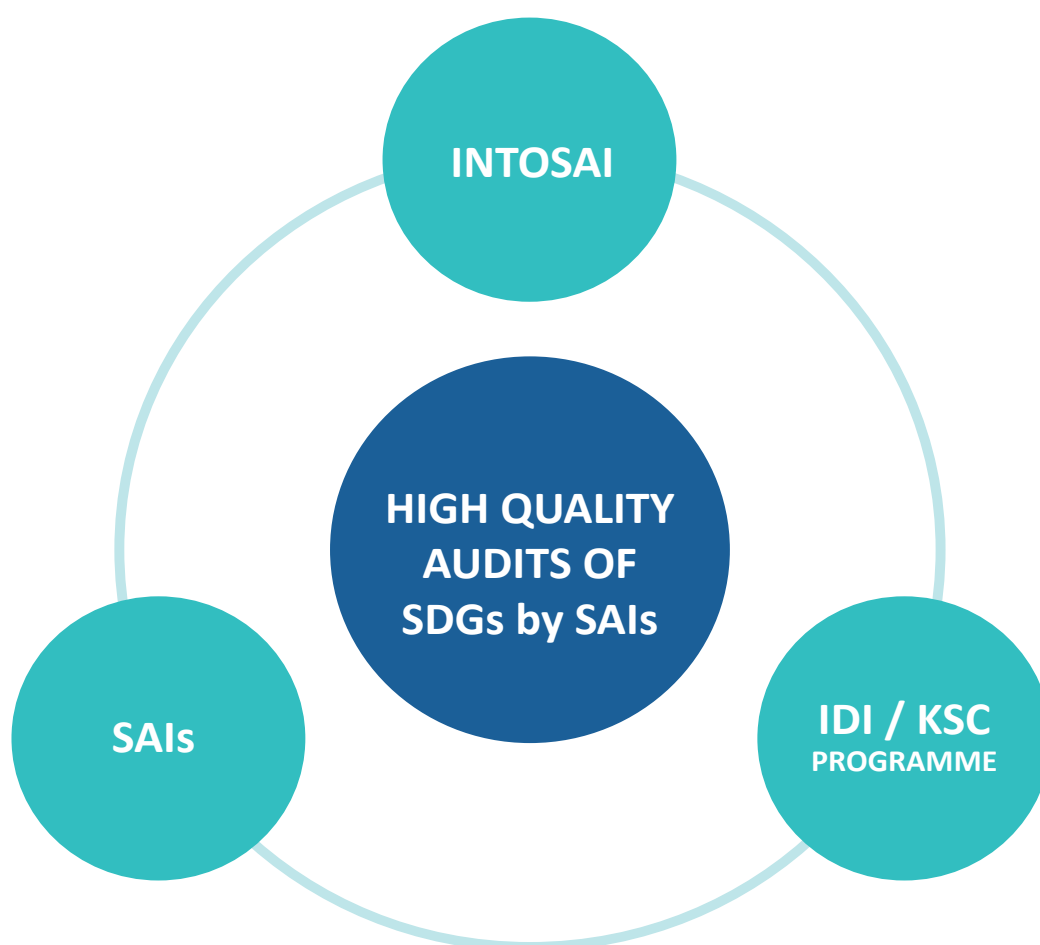 INTOSAI
HIGH QUALITY
AUDITS OF
SDGs by SAIs
SAIs
IDI / KSC
PROGRAMME